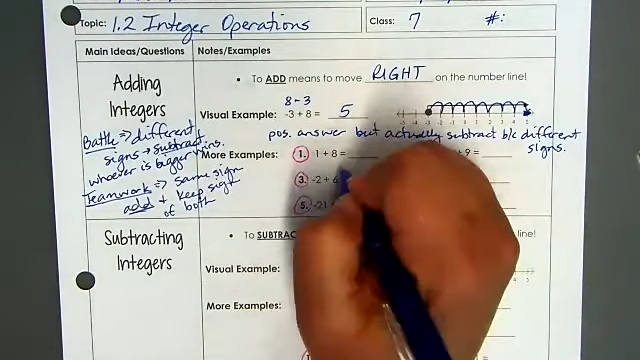 Topic: 1.2 Integer Operations
Class: 7
#:
Main Ideas/Questions
Notes/Examples
Adding
Integers
• To ADD means to move RIGHT on the number line!
8-3
Visual Example: -3 + 8 = 5
pos. answer but actually subtract b/c different
signs.
Battle => different
signs → subtract
whoever is bigger wins.
Teamwork => same sign
add + keep sign
of both
More Examples:
1. 1 + 8 =
+ 9 =
3. -2 + 6
5. -21
Subtracting
Integers
• To SUBTRAC
line!
Visual Example:
More Examples: